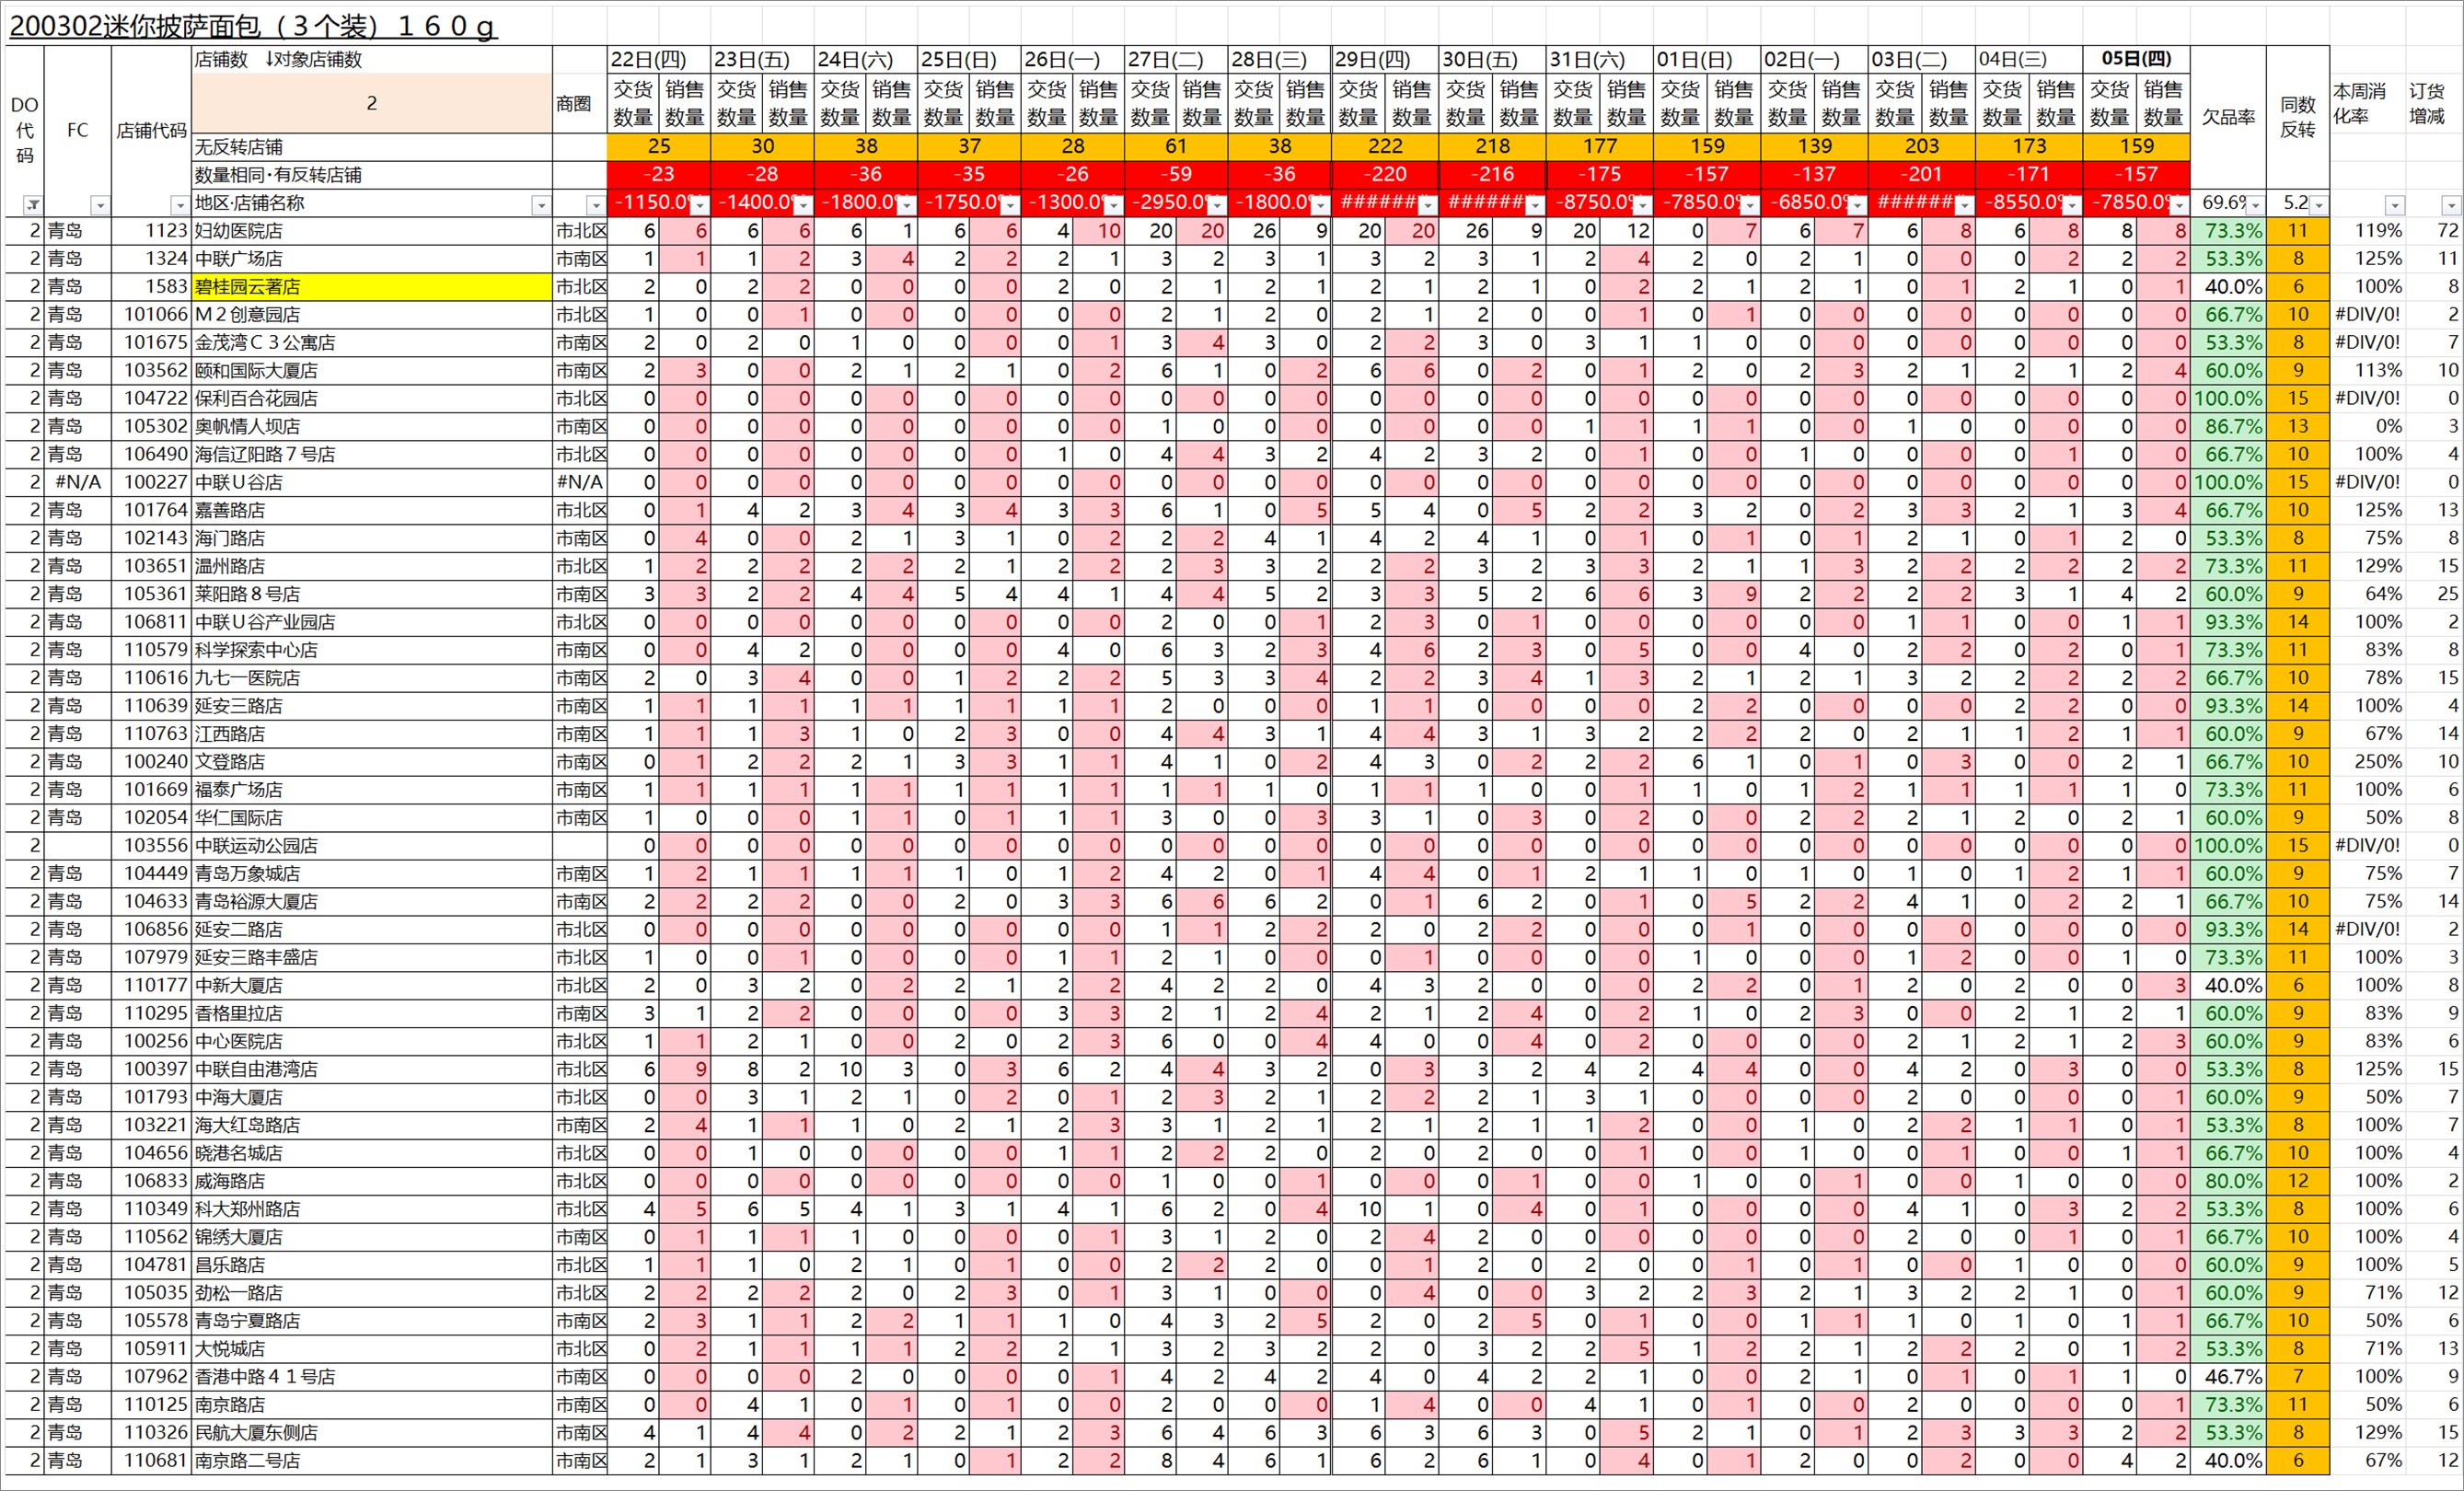 200302迷你披萨面包（３个装）１６０ｇ
DO代码 FC 店铺代码 店铺数 ↓对象店铺数 商圈 22日(四) 23日(五) 24日(六) 25日(日) 26日(一) 27日(二) 28日(三) 29日(四) 30日(五) 31日(六) 01日(日) 02日(一) 03日(二) 04日(三) 05日(四) 欠品率 同数反转 本周消化率 订货增减
2 交货数量 销售数量 交货数量 销售数量 交货数量 销售数量 交货数量 销售数量 交货数量 销售数量 交货数量 销售数量 交货数量 销售数量 交货数量 销售数量 交货数量 销售数量 交货数量 销售数量 交货数量 销售数量 交货数量 销售数量 交货数量 销售数量 交货数量 销售数量 交货数量 销售数量
无反转店铺 25 30 38 37 28 61 38 222 218 177 159 139 203 173 159
数量相同·有反转店铺 -23 -28 -36 -35 -26 -59 -36 -220 -216 -175 -157 -137 -201 -171 -157
地区·店铺名称 -1150.0% -1400.0% -1800.0% -1750.0% -1300.0% -2950.0% -1800.0% ###### ###### -8750.0% -7850.0% -6850.0% ###### -8550.0% -7850.0% 69.6% 5.2
2 青岛 1123 妇幼医院店 市北区 6 6 6 6 6 1 6 6 4 10 20 20 26 9 20 20 26 9 20 12 0 7 6 7 6 8 6 8 8 8 73.3% 11 119% 72
2 青岛 1324 中联广场店 市南区 1 1 1 2 3 4 2 2 2 1 3 2 3 1 3 2 3 1 2 4 2 0 2 1 0 0 0 2 2 2 53.3% 8 125% 11
2 青岛 1583 碧桂园云著店 市北区 2 0 2 2 0 0 0 0 2 0 2 1 2 1 2 1 2 1 0 2 2 1 2 1 0 1 2 1 0 1 40.0% 6 100% 8
2 青岛 101066 Ｍ２创意园店 市北区 1 0 0 1 0 0 0 0 0 0 2 1 2 0 2 1 2 0 0 1 0 1 0 0 0 0 0 0 0 0 66.7% 10 #DIV/0! 2
2 青岛 101675 金茂湾Ｃ３公寓店 市南区 2 0 2 0 1 0 0 0 0 1 3 4 3 0 2 2 3 0 3 1 1 0 0 0 0 0 0 0 0 0 53.3% 8 #DIV/0! 7
2 青岛 103562 颐和国际大厦店 市南区 2 3 0 0 2 1 2 1 0 2 6 1 0 2 6 6 0 2 0 1 2 0 2 3 2 1 2 1 2 4 60.0% 9 113% 10
2 青岛 104722 保利百合花园店 市北区 0 0 0 0 0 0 0 0 0 0 0 0 0 0 0 0 0 0 0 0 0 0 0 0 0 0 0 0 0 0 100.0% 15 #DIV/0! 0
2 青岛 105302 奥帆情人坝店 市南区 0 0 0 0 0 0 0 0 0 0 1 0 0 0 0 0 0 0 1 1 1 1 0 0 1 0 0 0 0 0 86.7% 13 0% 3
2 青岛 106490 海信辽阳路７号店 市北区 0 0 0 0 0 0 0 0 1 0 4 4 3 2 4 2 3 2 0 1 0 0 1 0 0 0 0 1 0 0 66.7% 10 100% 4
2 #N/A 100227 中联Ｕ谷店 #N/A 0 0 0 0 0 0 0 0 0 0 0 0 0 0 0 0 0 0 0 0 0 0 0 0 0 0 0 0 0 0 100.0% 15 #DIV/0! 0
2 青岛 101764 嘉善路店 市北区 0 1 4 2 3 4 3 4 3 3 6 1 0 5 5 4 0 5 2 2 3 2 0 2 3 3 2 1 3 4 66.7% 10 125% 13
2 青岛 102143 海门路店 市南区 0 4 0 0 2 1 3 1 0 2 2 2 4 1 4 2 4 1 0 1 0 1 0 1 2 1 0 1 2 0 53.3% 8 75% 8
2 青岛 103651 温州路店 市北区 1 2 2 2 2 2 2 1 2 2 2 3 3 2 2 2 3 2 3 3 2 1 1 3 2 2 2 2 2 2 73.3% 11 129% 15
2 青岛 105361 莱阳路８号店 市南区 3 3 2 2 4 4 5 4 4 1 4 4 5 2 3 3 5 2 6 6 3 9 2 2 2 2 3 1 4 2 60.0% 9 64% 25
2 青岛 106811 中联Ｕ谷产业园店 市北区 0 0 0 0 0 0 0 0 0 0 2 0 0 1 2 3 0 1 0 0 0 0 0 0 1 1 0 0 1 1 93.3% 14 100% 2
2 青岛 110579 科学探索中心店 市南区 0 0 4 2 0 0 0 0 4 0 6 3 2 3 4 6 2 3 0 5 0 0 4 0 2 2 0 2 0 1 73.3% 11 83% 8
2 青岛 110616 九七一医院店 市南区 2 0 3 4 0 0 1 2 2 2 5 3 3 4 2 2 3 4 1 3 2 1 2 1 3 2 2 2 2 2 66.7% 10 78% 15
2 青岛 110639 延安三路店 市南区 1 1 1 1 1 1 1 1 1 1 2 0 0 0 1 1 0 0 0 0 2 2 0 0 0 0 2 2 0 0 93.3% 14 100% 4
2 青岛 110763 江西路店 市南区 1 1 1 3 1 0 2 3 0 0 4 4 3 1 4 4 3 1 3 2 2 2 2 0 2 1 1 2 1 1 60.0% 9 67% 14
2 青岛 100240 文登路店 市南区 0 1 2 2 2 1 3 3 1 1 4 1 0 2 4 3 0 2 2 2 6 1 0 1 0 3 0 0 2 1 66.7% 10 250% 10
2 青岛 101669 福泰广场店 市南区 1 1 1 1 1 1 1 1 1 1 1 1 1 0 1 1 1 0 0 1 1 0 1 2 1 1 1 1 1 0 73.3% 11 100% 6
2 青岛 102054 华仁国际店 市南区 1 0 0 0 1 1 0 1 1 1 3 0 0 3 3 1 0 3 0 2 0 0 2 2 2 1 2 0 2 1 60.0% 9 50% 8
2 103556 中联运动公园店 0 0 0 0 0 0 0 0 0 0 0 0 0 0 0 0 0 0 0 0 0 0 0 0 0 0 0 0 0 0 100.0% 15 #DIV/0! 0
2 青岛 104449 青岛万象城店 市南区 1 2 1 1 1 1 1 0 1 2 4 2 0 1 4 4 0 1 2 1 1 0 1 0 1 0 1 2 1 1 60.0% 9 75% 7
2 青岛 104633 青岛裕源大厦店 市南区 2 2 2 2 0 0 2 0 3 3 6 6 6 2 0 1 6 2 0 1 0 5 2 2 4 1 0 2 2 1 66.7% 10 75% 14
2 青岛 106856 延安二路店 市北区 0 0 0 0 0 0 0 0 0 0 1 1 2 2 2 0 2 2 0 0 0 1 0 0 0 0 0 0 0 0 93.3% 14 #DIV/0! 2
2 青岛 107979 延安三路丰盛店 市北区 1 0 0 1 0 0 0 0 1 1 2 1 0 0 0 1 0 0 0 0 1 0 0 0 1 2 0 0 1 0 73.3% 11 100% 3
2 青岛 110177 中新大厦店 市北区 2 0 3 2 0 2 2 1 2 2 4 2 2 0 4 3 2 0 0 0 2 2 0 1 2 0 2 0 0 3 40.0% 6 100% 8
2 青岛 110295 香格里拉店 市南区 3 1 2 2 0 0 0 0 3 3 2 1 2 4 2 1 2 4 0 2 1 0 2 3 0 0 2 1 2 1 60.0% 9 83% 9
2 青岛 100256 中心医院店 市北区 1 1 2 1 0 0 2 0 2 3 6 0 0 4 4 0 0 4 0 2 0 0 0 0 2 1 2 1 2 3 60.0% 9 83% 6
2 青岛 100397 中联自由港湾店 市北区 6 9 8 2 10 3 0 3 6 2 4 4 3 2 0 3 3 2 4 2 4 4 0 0 4 2 0 3 0 0 53.3% 8 125% 15
2 青岛 101793 中海大厦店 市北区 0 0 3 1 2 1 0 2 0 1 2 3 2 1 2 2 2 1 3 1 0 0 0 0 2 0 0 0 0 1 60.0% 9 50% 7
2 青岛 103221 海大红岛路店 市南区 2 4 1 1 1 0 2 1 2 3 3 1 2 1 2 1 2 1 1 2 0 0 1 0 2 2 1 1 0 1 53.3% 8 100% 7
2 青岛 104656 晓港名城店 市南区 0 0 1 0 0 0 0 0 1 1 2 2 2 0 2 0 2 0 0 1 0 0 1 0 0 1 0 0 1 1 66.7% 10 100% 4
2 青岛 106833 威海路店 市北区 0 0 0 0 0 0 0 0 0 0 1 0 0 1 0 0 0 1 0 0 1 0 0 1 0 0 1 0 0 0 80.0% 12 100% 2
2 青岛 110349 科大郑州路店 市北区 4 5 6 5 4 1 3 1 4 1 6 2 0 4 10 1 0 4 0 1 0 0 0 0 4 1 0 3 2 2 53.3% 8 100% 6
2 青岛 110562 锦绣大厦店 市南区 0 1 1 1 1 0 0 0 0 1 3 1 2 0 2 4 2 0 0 0 0 0 0 0 2 0 0 1 0 1 66.7% 10 100% 4
2 青岛 104781 昌乐路店 市北区 1 1 1 0 2 1 0 1 0 0 2 2 2 0 0 1 2 0 2 0 0 1 0 1 0 0 1 0 0 0 60.0% 9 100% 5
2 青岛 105035 劲松一路店 市北区 2 2 2 2 2 0 2 3 0 1 3 1 0 0 0 4 0 0 3 2 2 3 2 1 3 2 2 1 0 1 60.0% 9 71% 12
2 青岛 105578 青岛宁夏路店 市南区 2 3 1 1 2 2 1 1 1 0 4 3 2 5 2 0 2 5 0 1 0 0 1 1 1 0 1 0 1 1 66.7% 10 50% 6
2 青岛 105911 大悦城店 市南区 0 2 1 1 1 1 2 2 2 1 3 2 3 2 2 0 3 2 2 5 1 2 2 1 2 2 2 0 1 2 53.3% 8 71% 13
2 青岛 107962 香港中路４１号店 市南区 0 0 0 0 2 0 0 0 0 1 4 2 4 2 4 0 4 2 2 1 0 0 2 1 0 1 0 1 1 0 46.7% 7 100% 9
2 青岛 110125 南京路店 市南区 0 0 4 1 0 1 0 1 0 0 2 0 0 0 1 4 0 0 4 1 0 1 0 0 2 0 0 0 0 1 73.3% 11 50% 6
2 青岛 110326 民航大厦东侧店 市南区 4 1 4 4 0 2 2 1 2 3 6 4 6 3 6 3 6 3 0 5 2 1 0 1 2 3 3 3 2 2 53.3% 8 129% 15
2 青岛 110681 南京路二号店 市南区 2 1 3 1 2 1 0 1 2 2 8 4 6 1 6 2 6 1 0 4 0 1 2 0 0 2 0 0 4 2 40.0% 6 67% 12